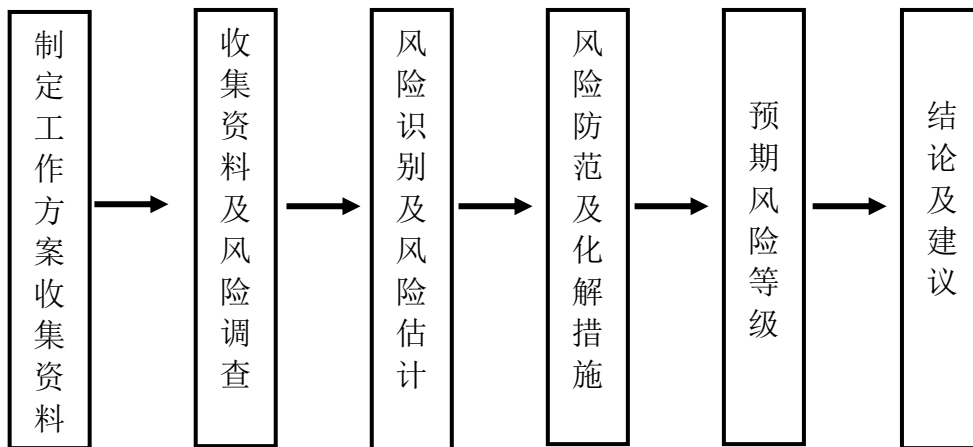 制定工作方案收集资料
收集资料及风险调查
风险识别及风险估计
风险防范及化解措施
预期风险等级
结论及建议